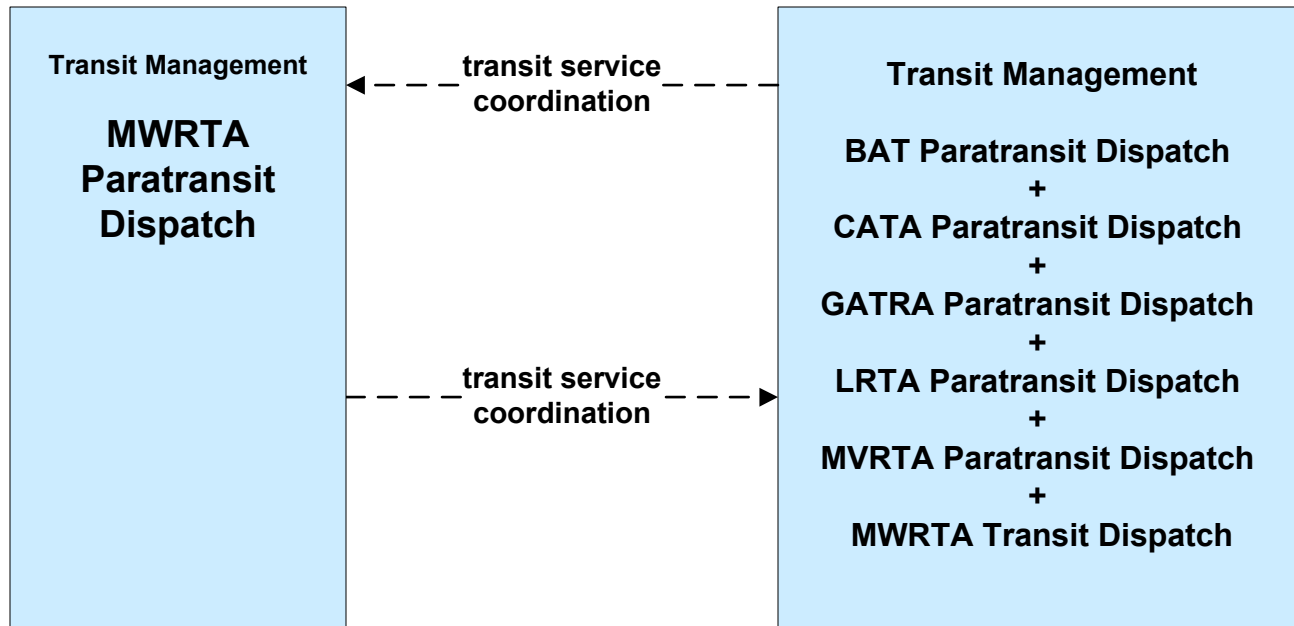 Transit Management
MWRTA
Paratransit
Dispatch
transit service
coordination
transit service
coordination
Transit Management
BAT Paratransit Dispatch
+
CATA Paratransit Dispatch
+
GATRA Paratransit Dispatch
+
LRTA Paratransit Dispatch
+
MVRTA Paratransit Dispatch
+
MWRTA Transit Dispatch